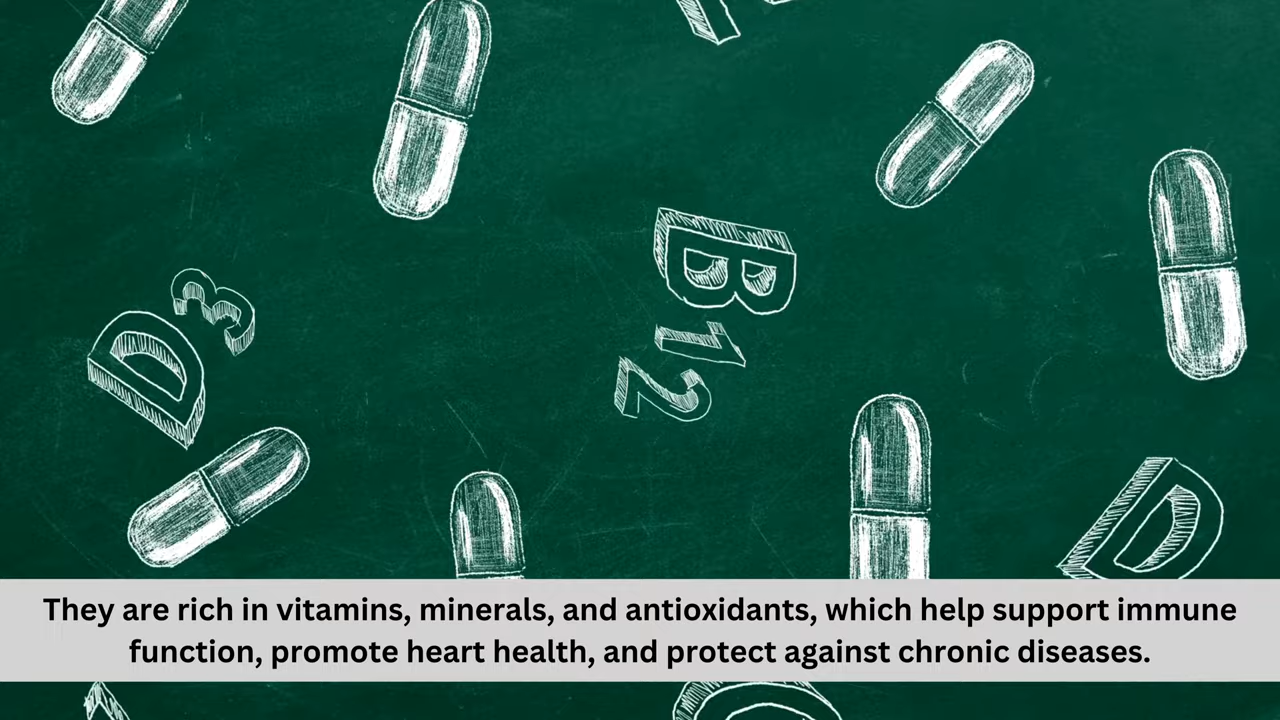 D3
B
12
D
They are rich in vitamins, minerals, and antioxidants, which help support immune
function, promote heart health, and protect against chronic diseases.